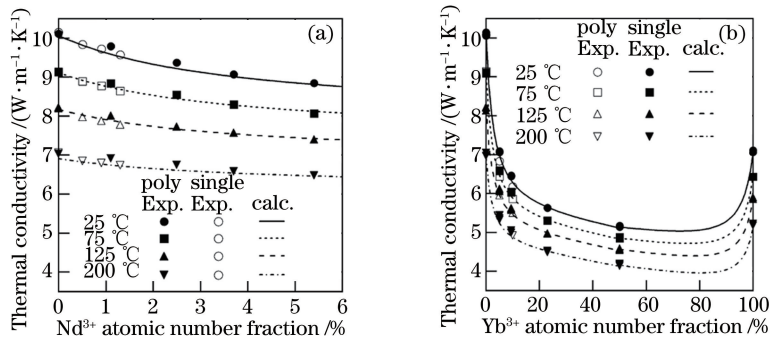 (a)
Thermal conductivity /(W·m⁻¹·K⁻¹)
10
9
8
7
6
5
4
poly single
Exp. Exp. calc.
25 ℃
75 ℃
125 ℃
200 ℃
0 1 2 3 4 5 6
Nd³⁺ atomic number fraction /%
(b)
Thermal conductivity /(W·m⁻¹·K⁻¹)
10
9
8
7
6
5
4
poly single
Exp. Exp. calc.
25 ℃
75 ℃
125 ℃
200 ℃
0 20 40 60 80 100
Yb³⁺ atomic number fraction /%